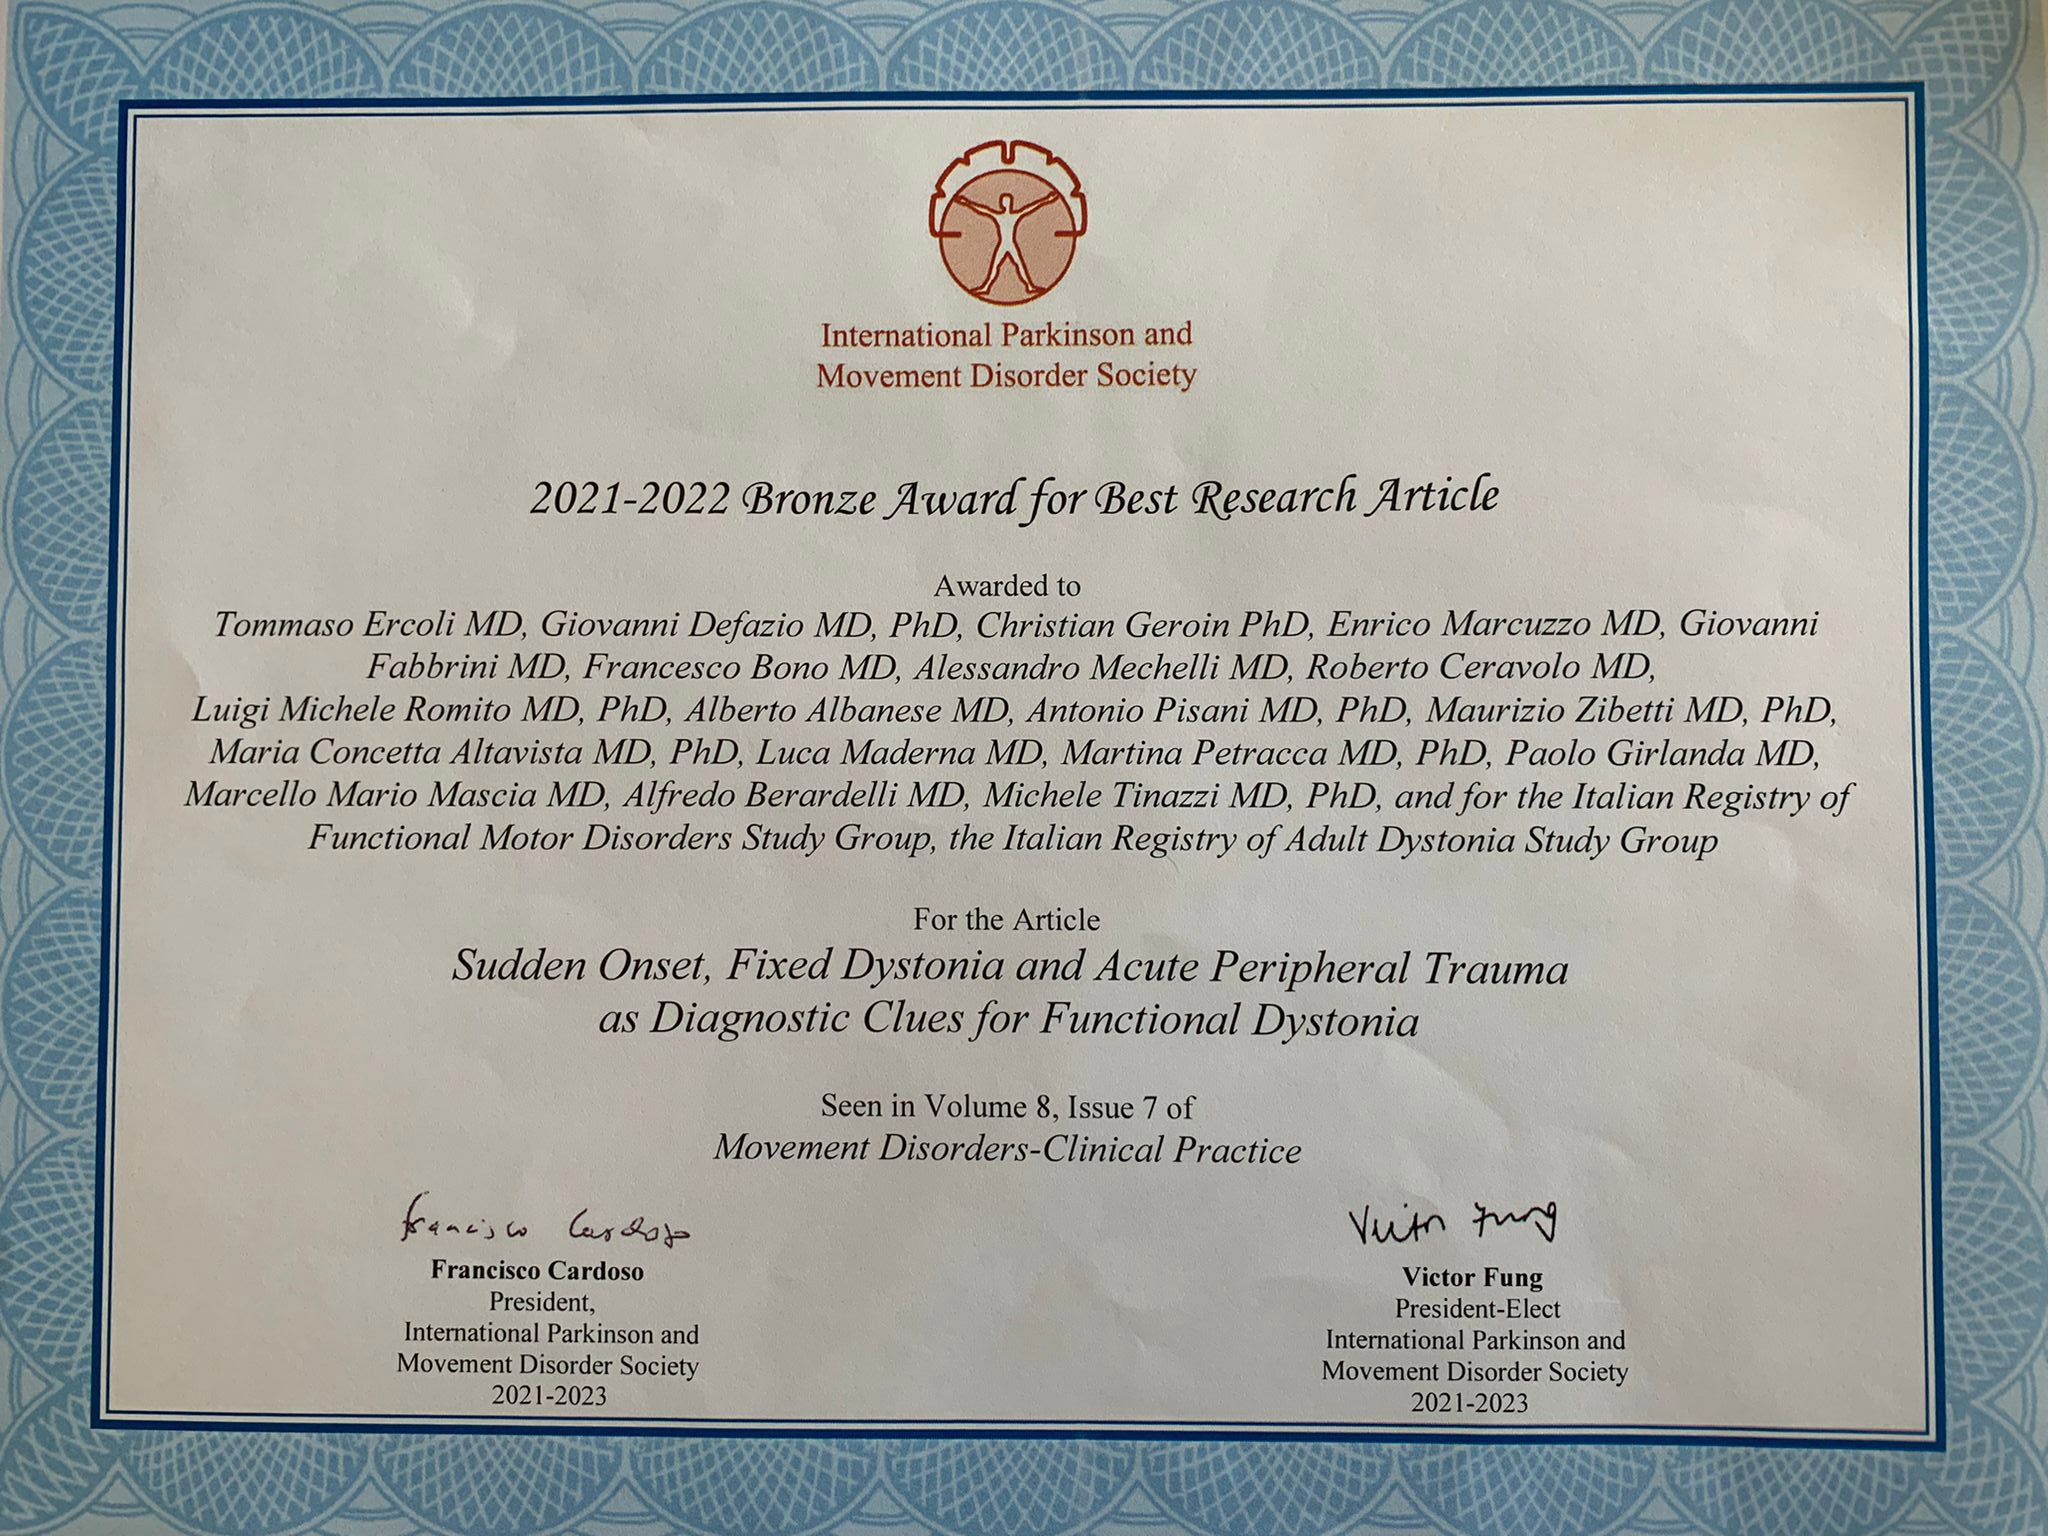 International Parkinson and
Movement Disorder Society
2021-2022 Bronze Award for Best Research Article
Awarded to
Tommaso Ercoli MD, Giovanni Defazio MD, PhD, Christian Geroin PhD, Enrico Marcuzzo MD, Giovanni
Fabbrini MD, Francesco Bono MD, Alessandro Mechelli MD, Roberto Ceravolo MD,
Luigi Michele Romito MD, PhD, Alberto Albanese MD, Antonio Pisani MD, PhD, Maurizio Zibetti MD, PhD,
Maria Concetta Altavista MD, PhD, Luca Maderna MD, Martina Petracca MD, PhD, Paolo Girlanda MD,
Marcello Mario Mascia MD, Alfredo Berardelli MD, Michele Tinazzi MD, PhD, and for the Italian Registry of
Functional Motor Disorders Study Group, the Italian Registry of Adult Dystonia Study Group
For the Article
Sudden Onset, Fixed Dystonia and Acute Peripheral Trauma
as Diagnostic Clues for Functional Dystonia
Seen in Volume 8, Issue 7 of
Movement Disorders-Clinical Practice
Francisco Cardoso
Francisco Cardoso
President,
International Parkinson and
Movement Disorder Society
2021-2023
Victor Fung
Victor Fung
President-Elect
International Parkinson and
Movement Disorder Society
2021-2023